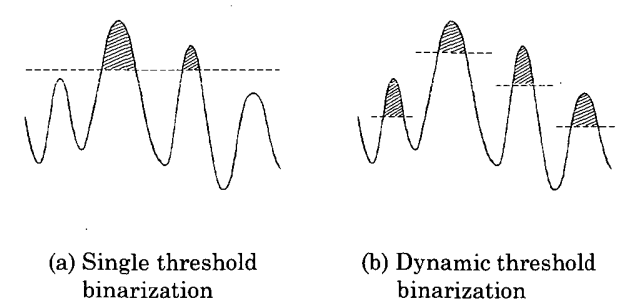 (a) Single threshold
binarization
(b) Dynamic threshold
binarization